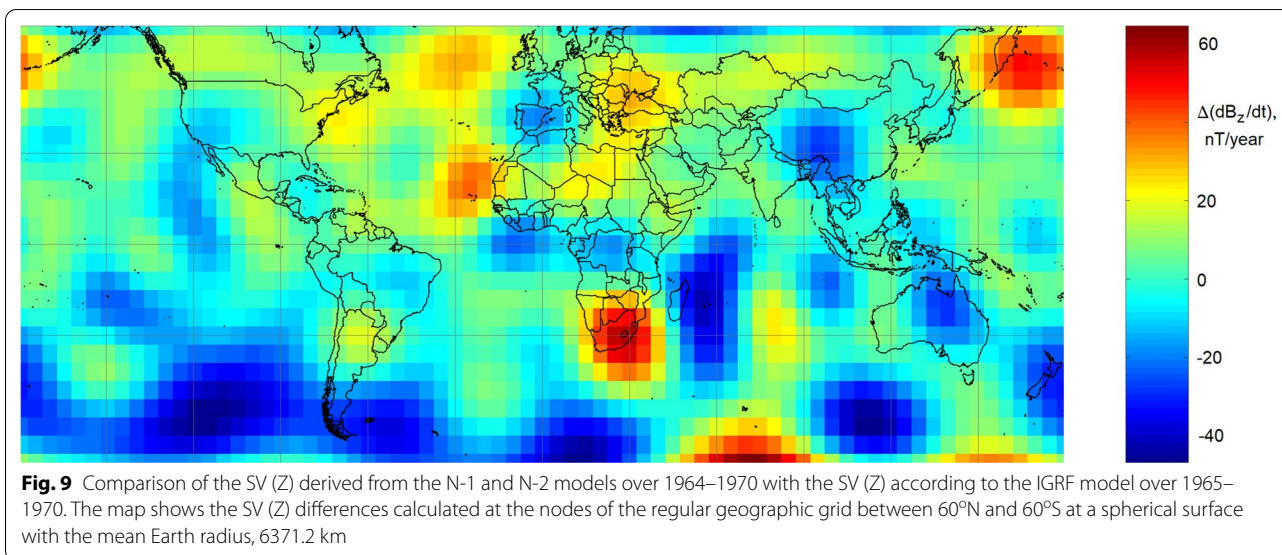 60
Δ(dB_z/dt),
nT/year
20
0
-20
-40
Fig. 9 Comparison of the SV (Z) derived from the N-1 and N-2 models over 1964–1970 with the SV (Z) according to the IGRF model over 1965–
1970. The map shows the SV (Z) differences calculated at the nodes of the regular geographic grid between 60°N and 60°S at a spherical surface
with the mean Earth radius, 6371.2 km